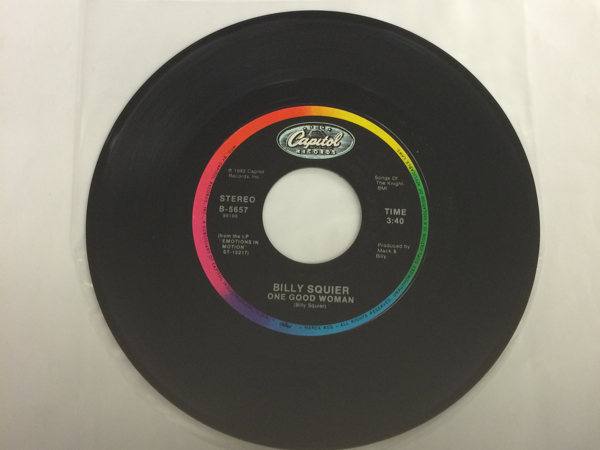 Capitol
RECORDS
℗ 1982 Capitol
Records, Inc.
STEREO
B-5657
(from the LP
"EMOTIONS IN
MOTION"
ST-12217)
Songs Of
The Knight-
BMI
TIME
3:40
Produced by
Mack &
Billy
BILLY SQUIER
ONE GOOD WOMAN
(Billy Squier)